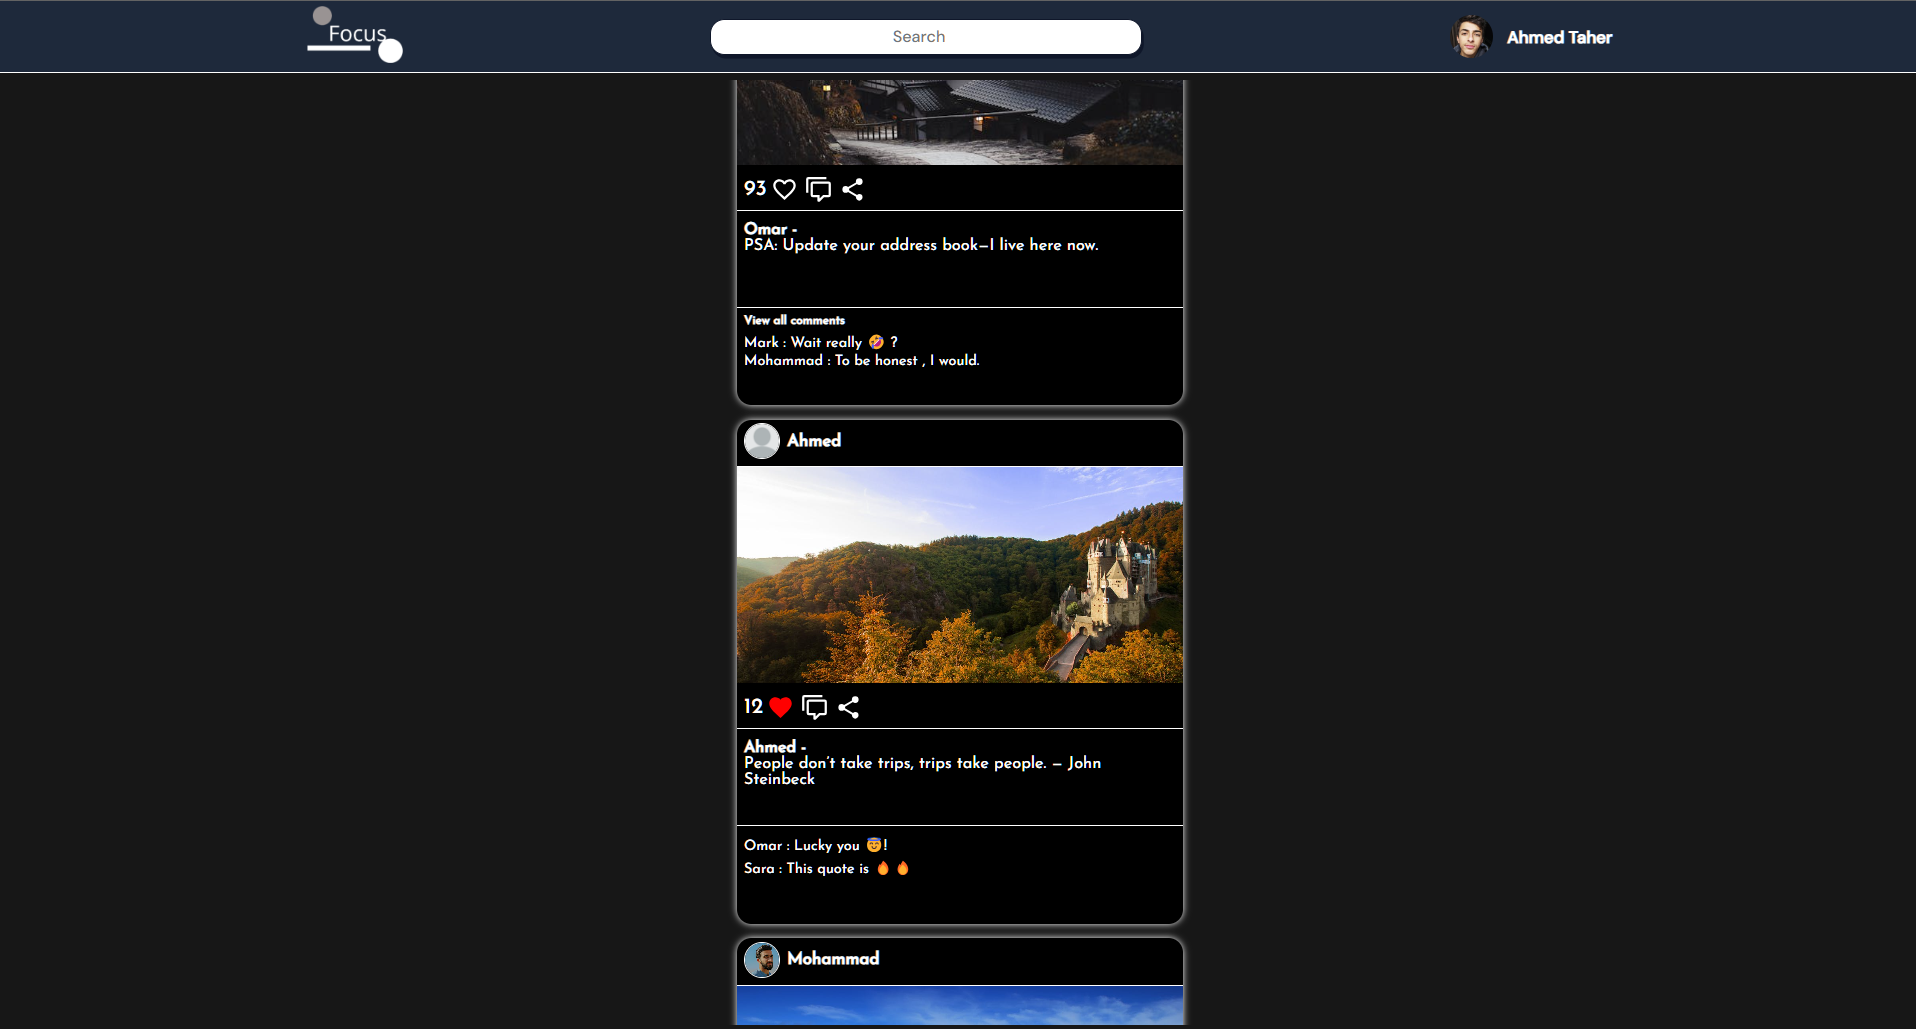 Focus
Search
Ahmed Taher
93
Omar -
PSA: Update your address book—I live here now.
View all comments
Mark : Wait really 🤣 ?
Mohammad : To be honest , I would.
Ahmed
12
Ahmed -
People don't take trips, trips take people. – John
Steinbeck
Omar : Lucky you 😇!
Sara : This quote is 🔥 🔥
Mohammad